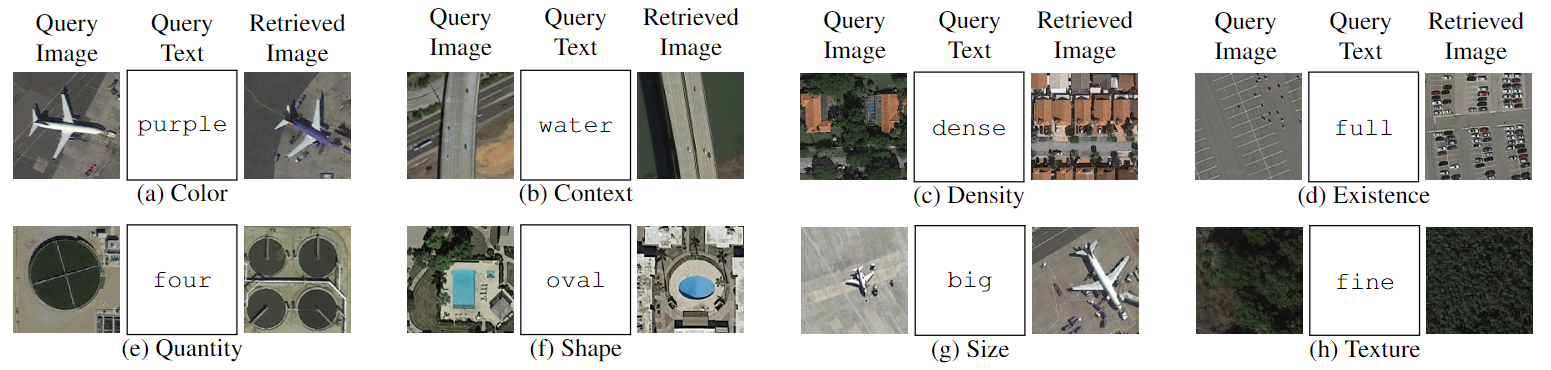 Query Image
Query Text
Retrieved Image
Query Image
Query Text
Retrieved Image
Query Image
Query Text
Retrieved Image
Query Image
Query Text
Retrieved Image
purple
water
dense
full
(a) Color
(b) Context
(c) Density
(d) Existence
four
oval
big
fine
(e) Quantity
(f) Shape
(g) Size
(h) Texture